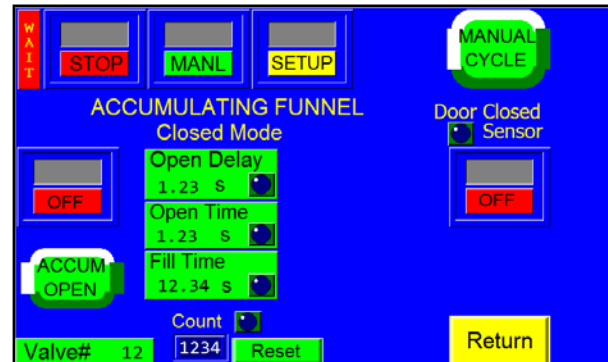 WAIT
STOP
MANL
SETUP
MANUAL
CYCLE
ACCUMULATING FUNNEL
Closed Mode
Door Closed
Sensor
OFF
Open Delay
1.23 S
Open Time
1.23 S
Fill Time
12.34 S
OFF
ACCUM
OPEN
Count
1234
Reset
Valve# 12
Return